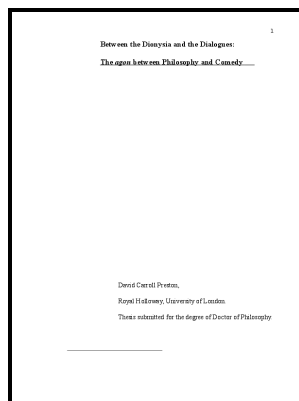 1
Between the Dionysia and the Dialogues:
The agon between Philosophy and Comedy
David Carroll Preston,
Royal Holloway, University of London
Thesis submitted for the degree of Doctor of Philosophy